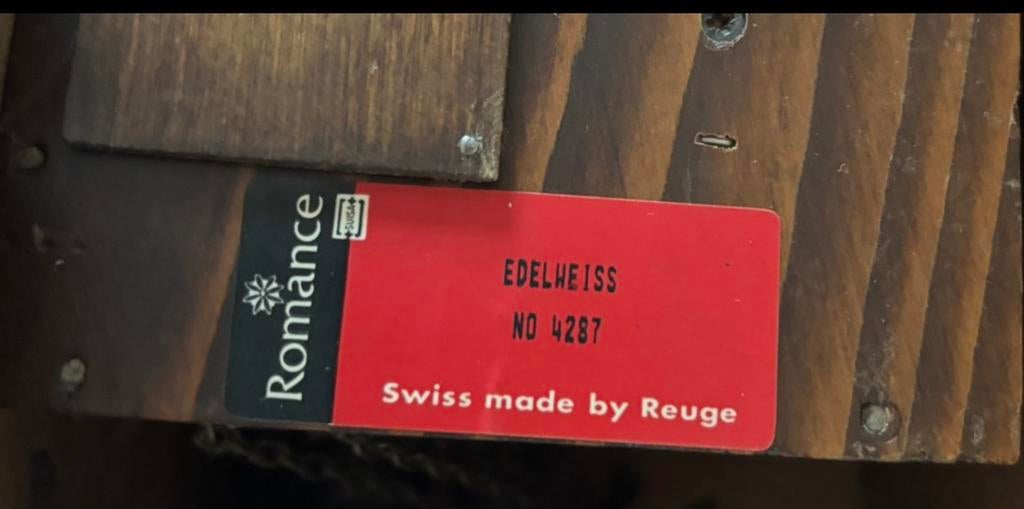 Romance
EDELWEISS
NO 4287
Swiss made by Reuge